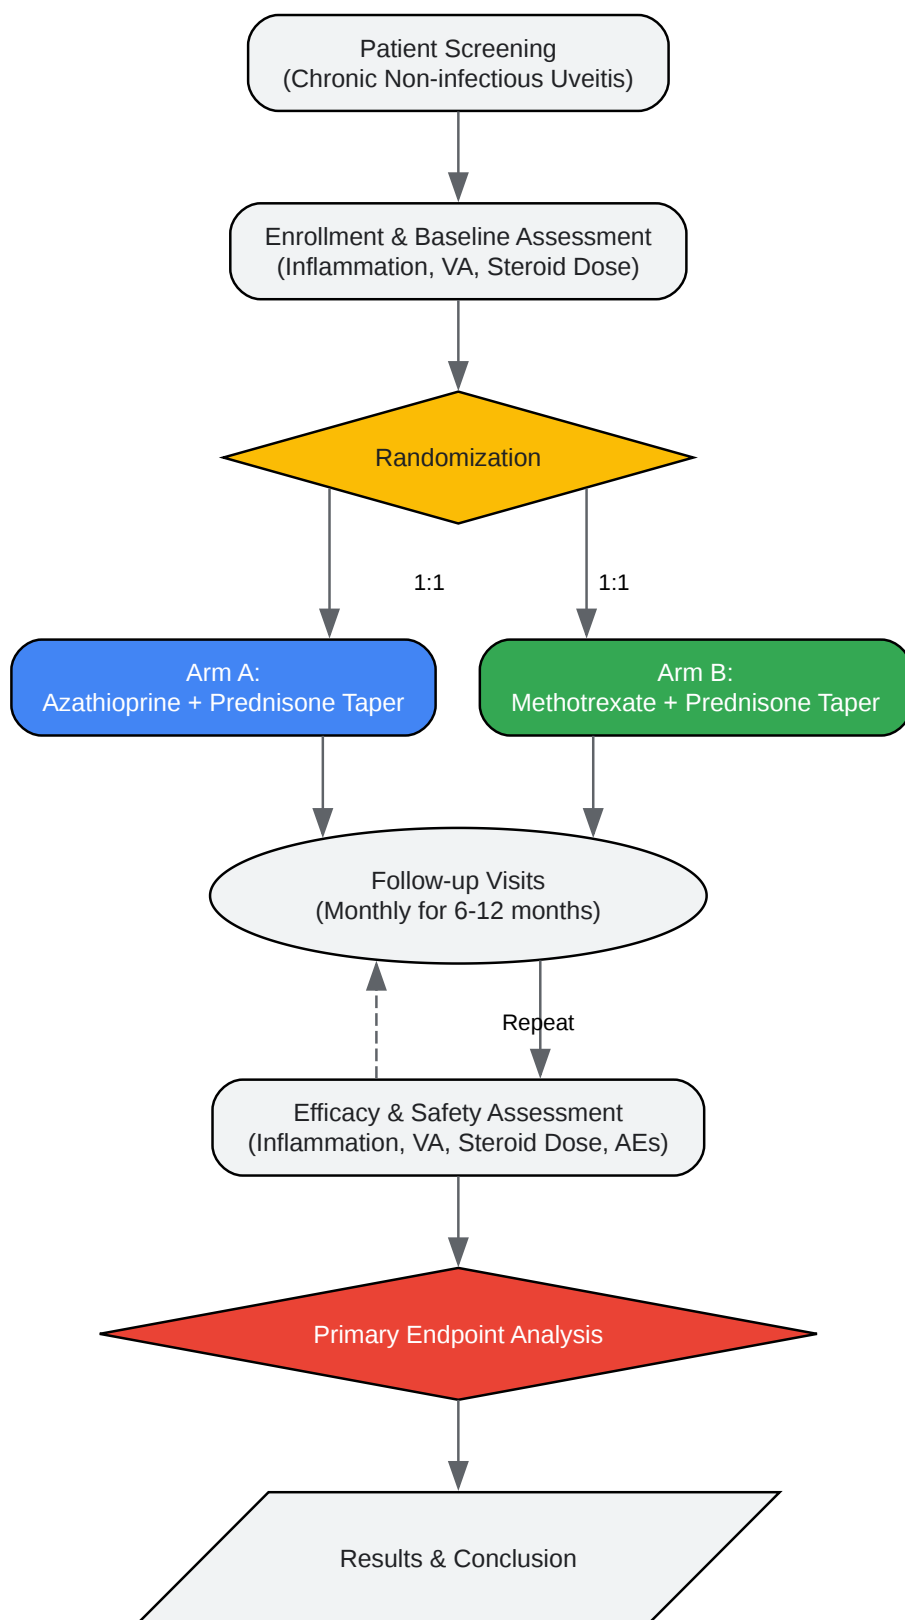 Patient Screening
(Chronic Non-infectious Uveitis)
Enrollment & Baseline Assessment
(Inflammation, VA, Steroid Dose)
Randomization
1:1
1:1
Arm A:
Azathioprine + Prednisone Taper
Arm B:
Methotrexate + Prednisone Taper
Follow-up Visits
(Monthly for 6-12 months)
Repeat
Efficacy & Safety Assessment
(Inflammation, VA, Steroid Dose, AEs)
Primary Endpoint Analysis
Results & Conclusion